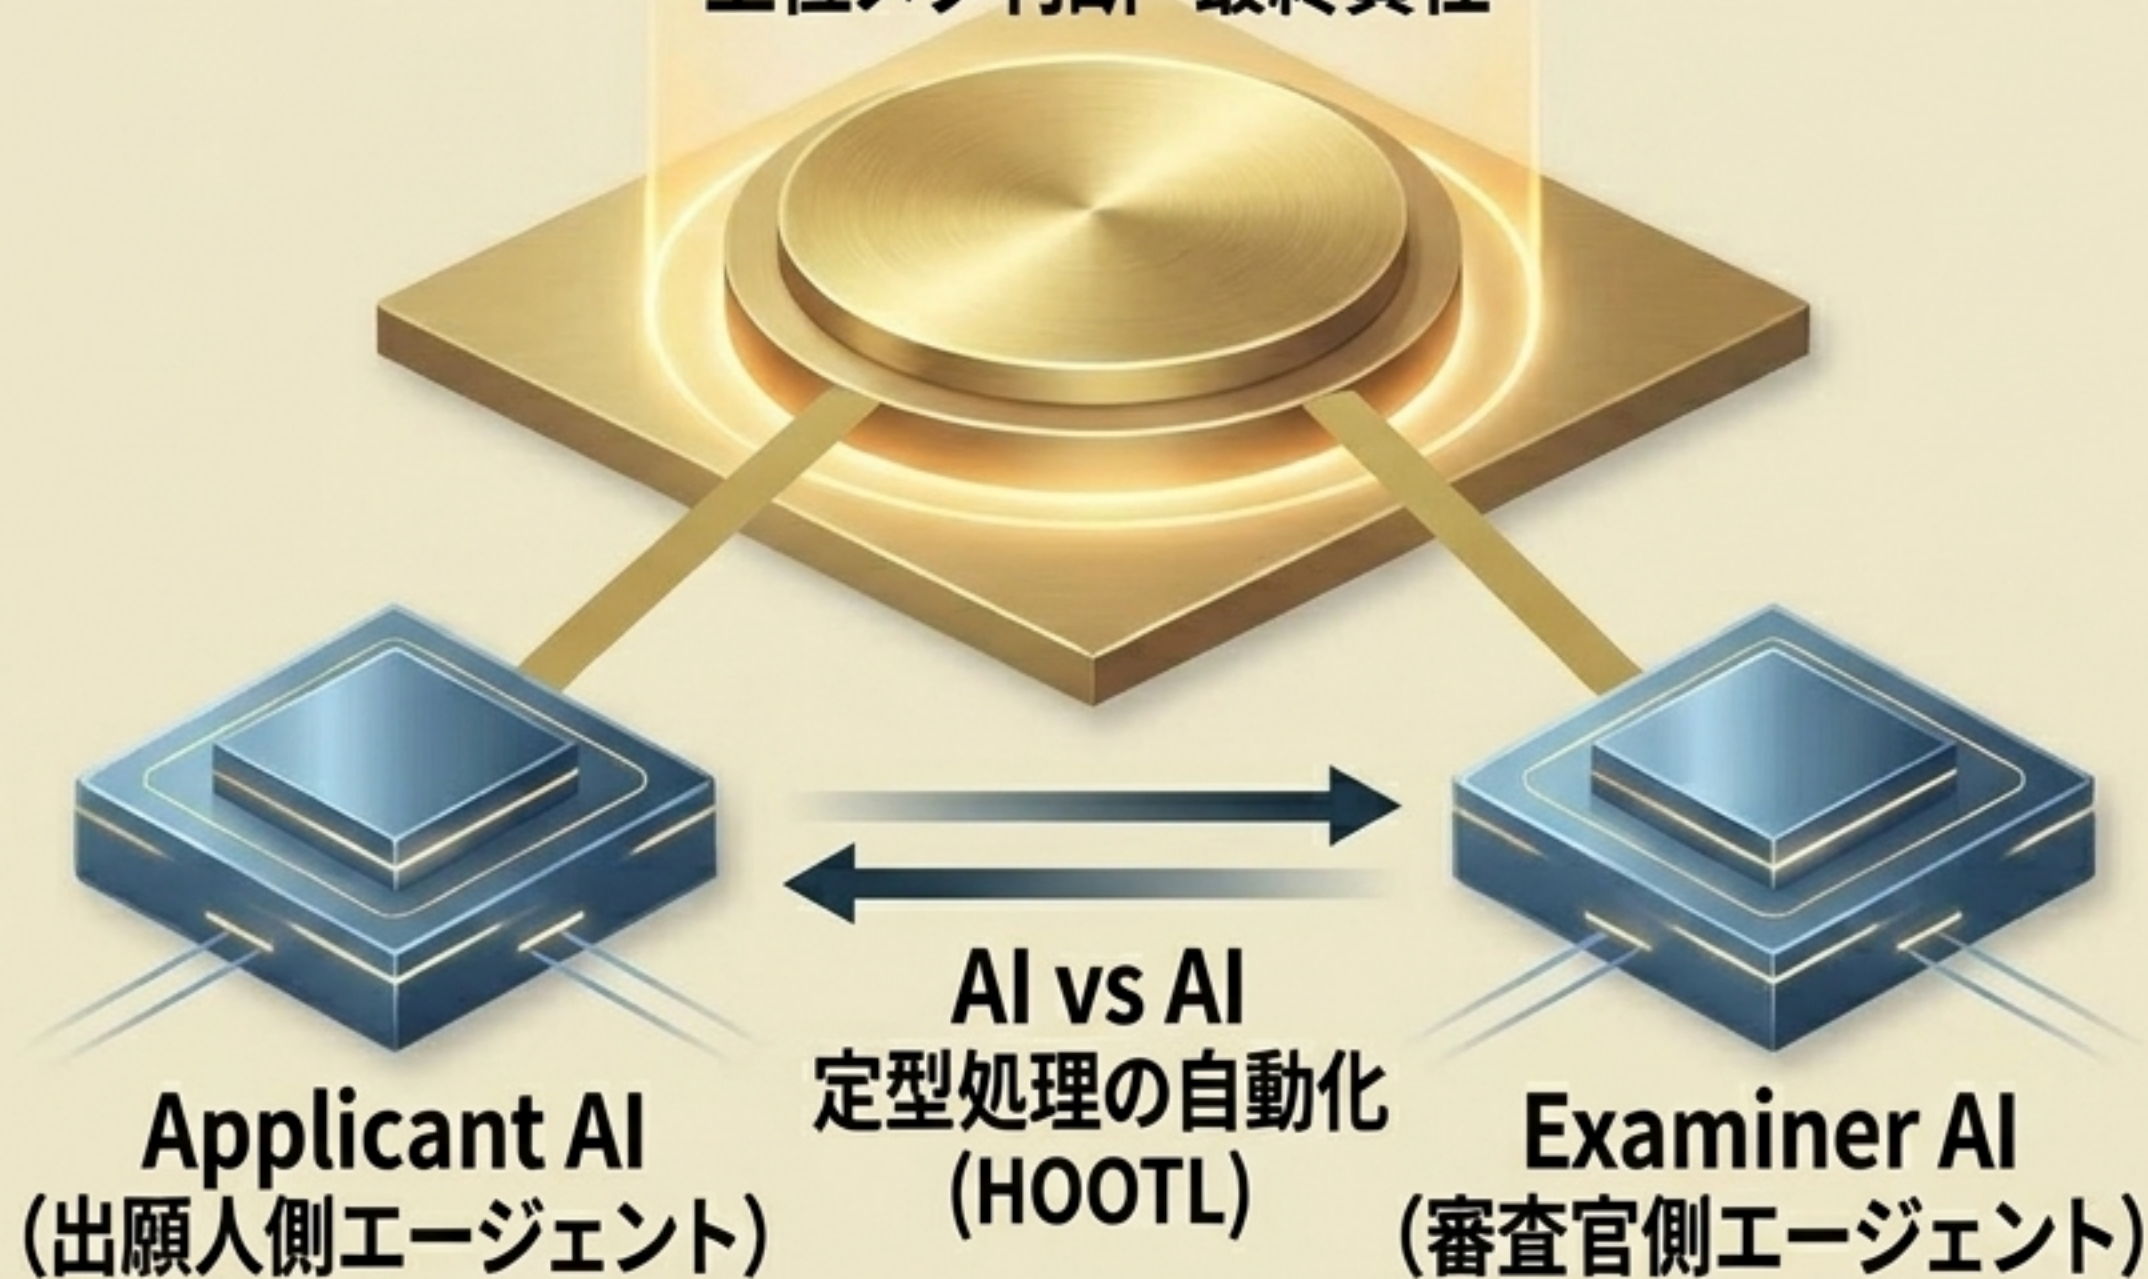 AI vs AI
定型処理の自動化
(HOOTL)
Applicant AI
(出願人側エージェント)
Examiner AI
(審査官側エージェント)